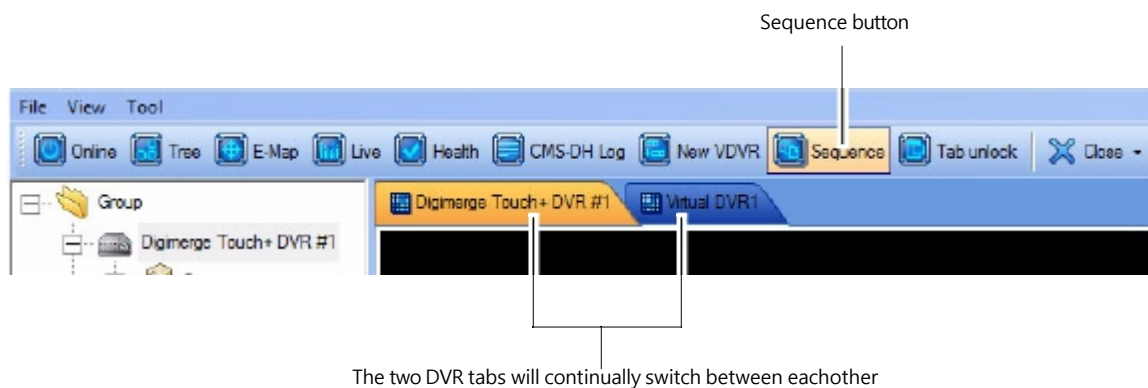 Sequence button
File View Tool
Online Tree E-Map Live Health CMS-DH Log New VDVR Sequence Tab unlock Close
Group
Digimerge Touch+ DVR #1 Virtual DVR1
Digimerge Touch+ DVR #1
The two DVR tabs will continually switch between eachother